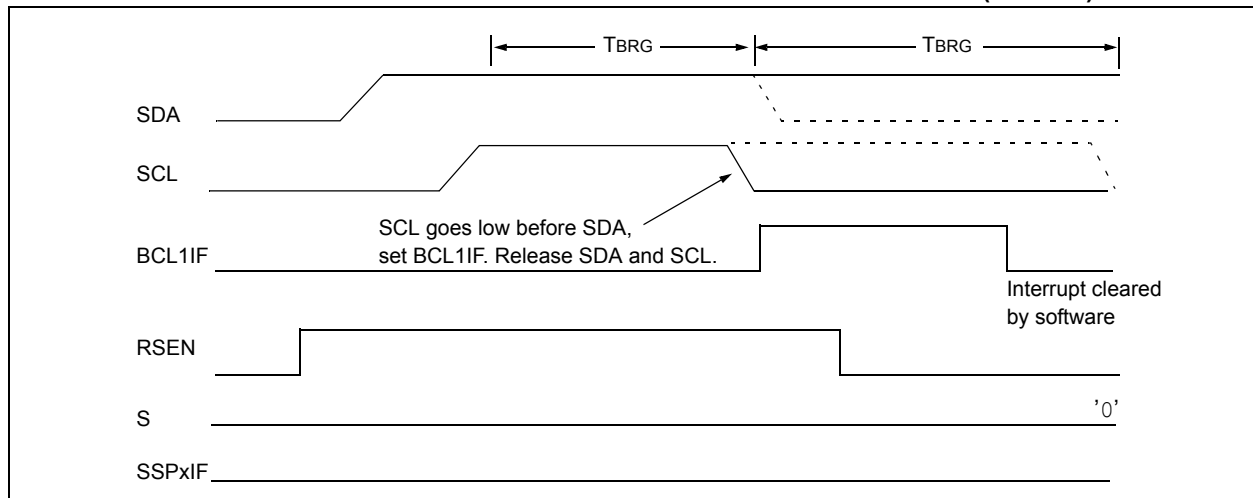 TBRG TBRG
SDA
SCL
SCL goes low before SDA,
set BCL1IF. Release SDA and SCL.
BCL1IF
Interrupt cleared
by software
RSEN
S '0'
SSPxIF